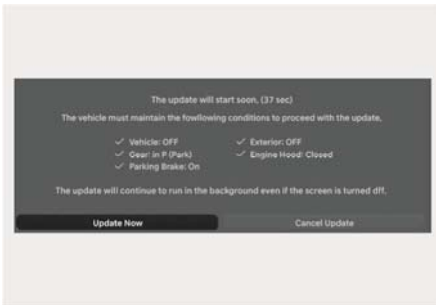 The update will start soon, (37 sec)
The vehicle must maintain the fowllowing conditions to proceed with the update,
✓ Vehicle: OFF ✓ Exterior: OFF
✓ Gear: in P (Park) ✓ Engine Hood: Closed
✓ Parking Brake: On
The update will continue to run in the background even if the screen is turned dff,
Update Now Cancel Update